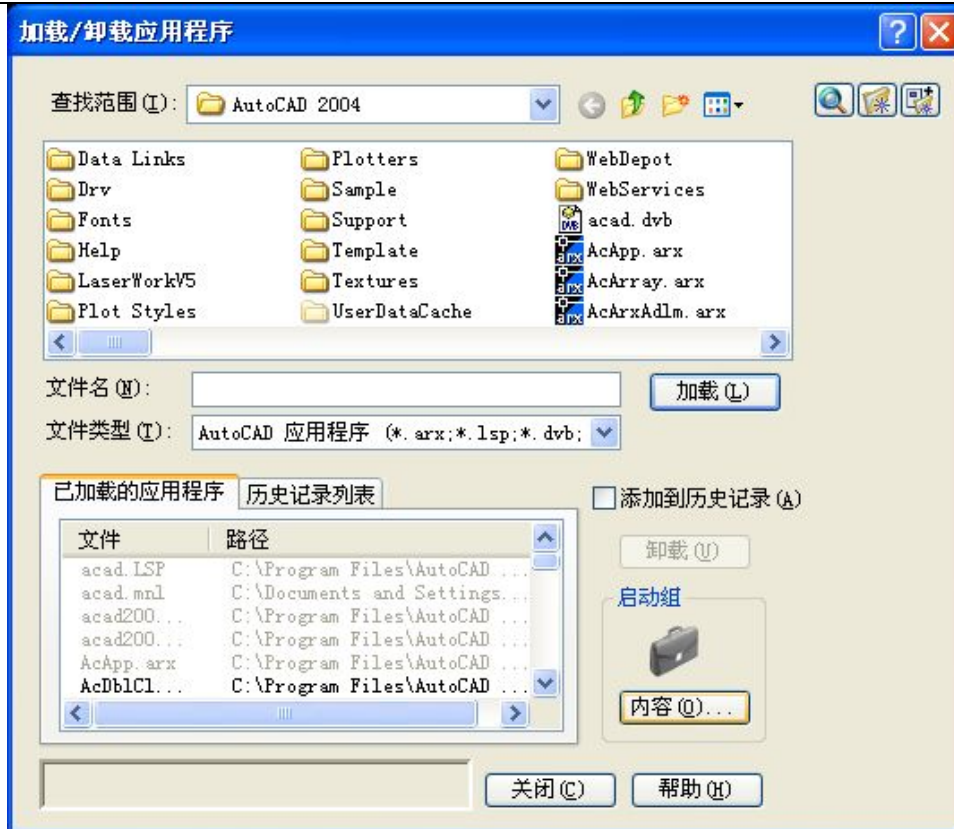 加载/卸载应用程序
查找范围(I): AutoCAD 2004
Data Links Plotters WebDepot
Drv Sample WebServices
Fonts Support acad.dvb
Help Template AcApp.arx
LaserWorkV5 Textures AcArray.arx
Plot Styles UserDataCache AcArxAdlm.arx
文件名(N): 加载(L)
文件类型(T): AutoCAD 应用程序 (*.arx;*.lsp;*.dvb;
已加载的应用程序 历史记录列表 添加到历史记录(A)
文件 路径 卸载(U)
acad.LSP C:\Program Files\AutoCAD ...
acad.mnl C:\Documents and Settings... 启动组
acad200... C:\Program Files\AutoCAD ...
acad200... C:\Program Files\AutoCAD ...
AcApp.arx C:\Program Files\AutoCAD ...
AcDblCl... C:\Program Files\AutoCAD ... 内容(O)...
关闭(C) 帮助(H)